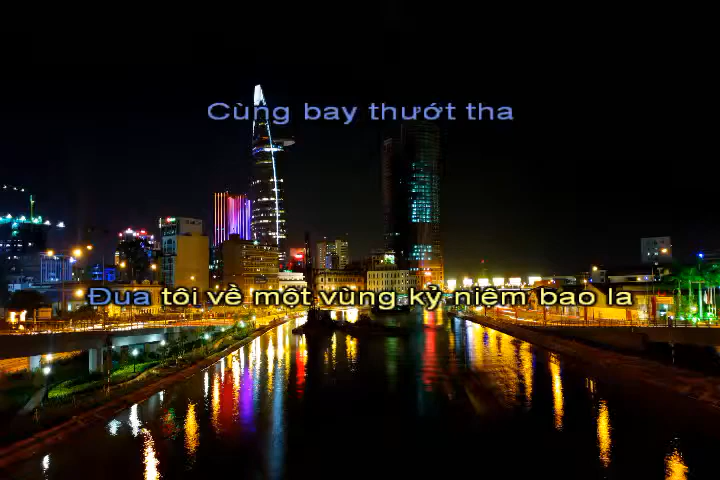 Cùng bay thướt tha
Đưa tôi về một vùng kỷ niệm bao la